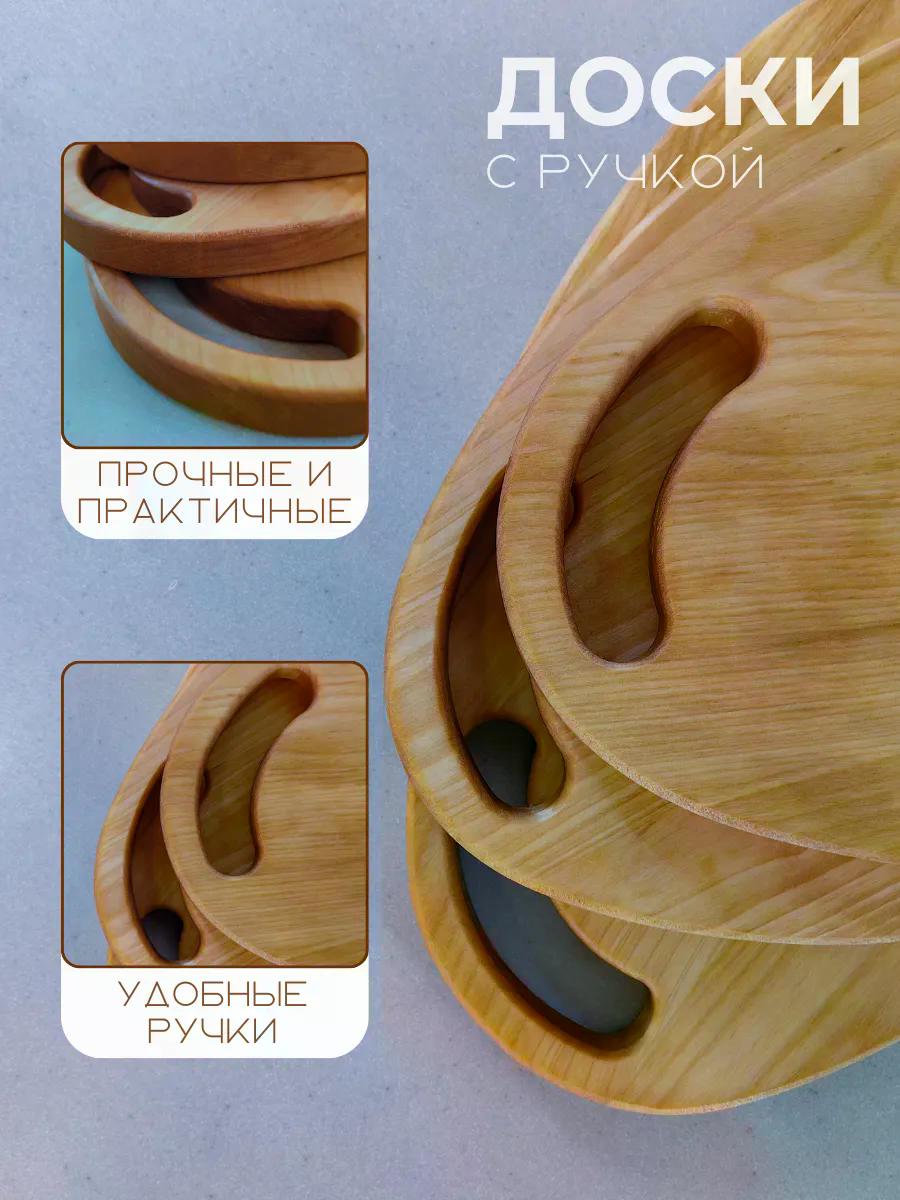 ДОСКИ
С РУЧКОЙ
ПРОЧНЫЕ И
ПРАКТИЧНЫЕ
УДОБНЫЕ
РУЧКИ